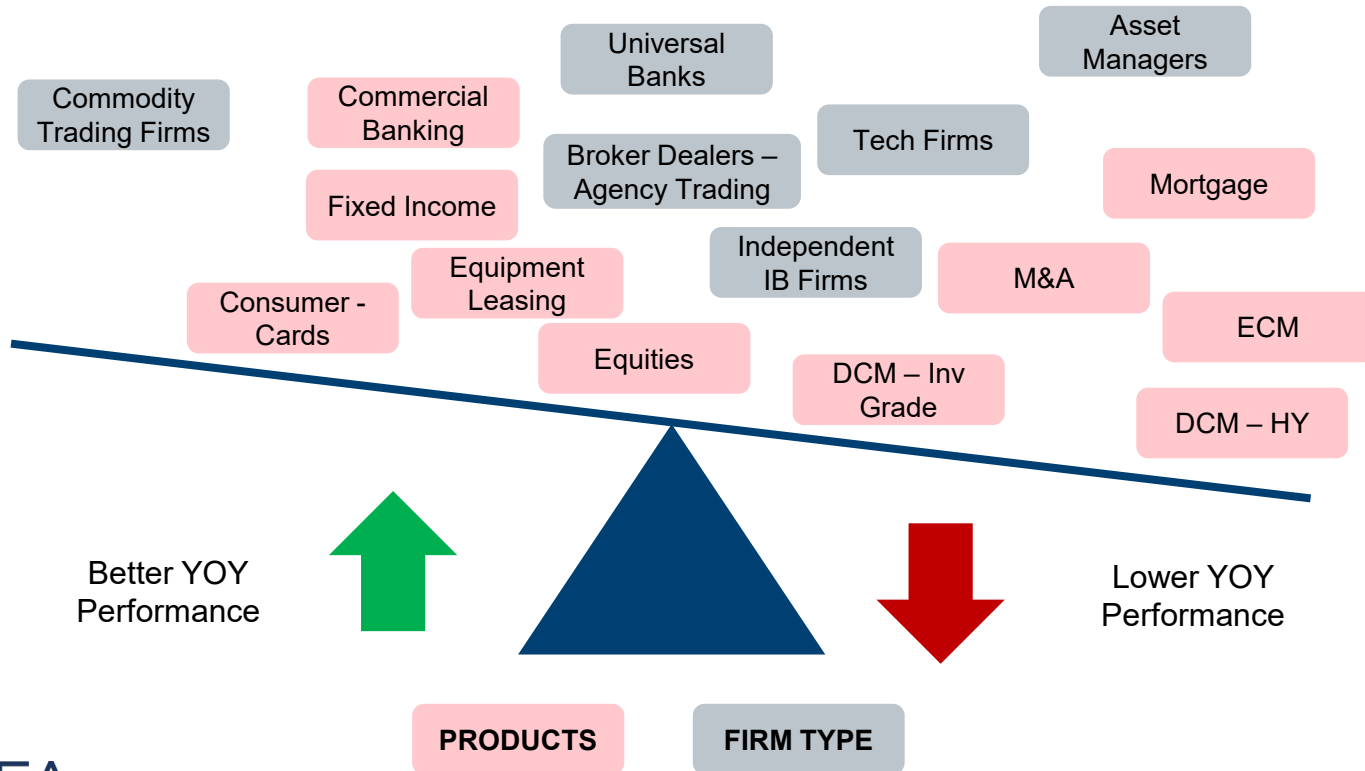 Commodity
Trading Firms
Commercial
Banking
Universal
Banks
Asset
Managers
Fixed Income
Broker Dealers –
Agency Trading
Tech Firms
Mortgage
Consumer -
Cards
Equipment
Leasing
Independent
IB Firms
M&A
ECM
Equities
DCM – Inv
Grade
DCM – HY
Better YOY
Performance
Lower YOY
Performance
PRODUCTS
FIRM TYPE